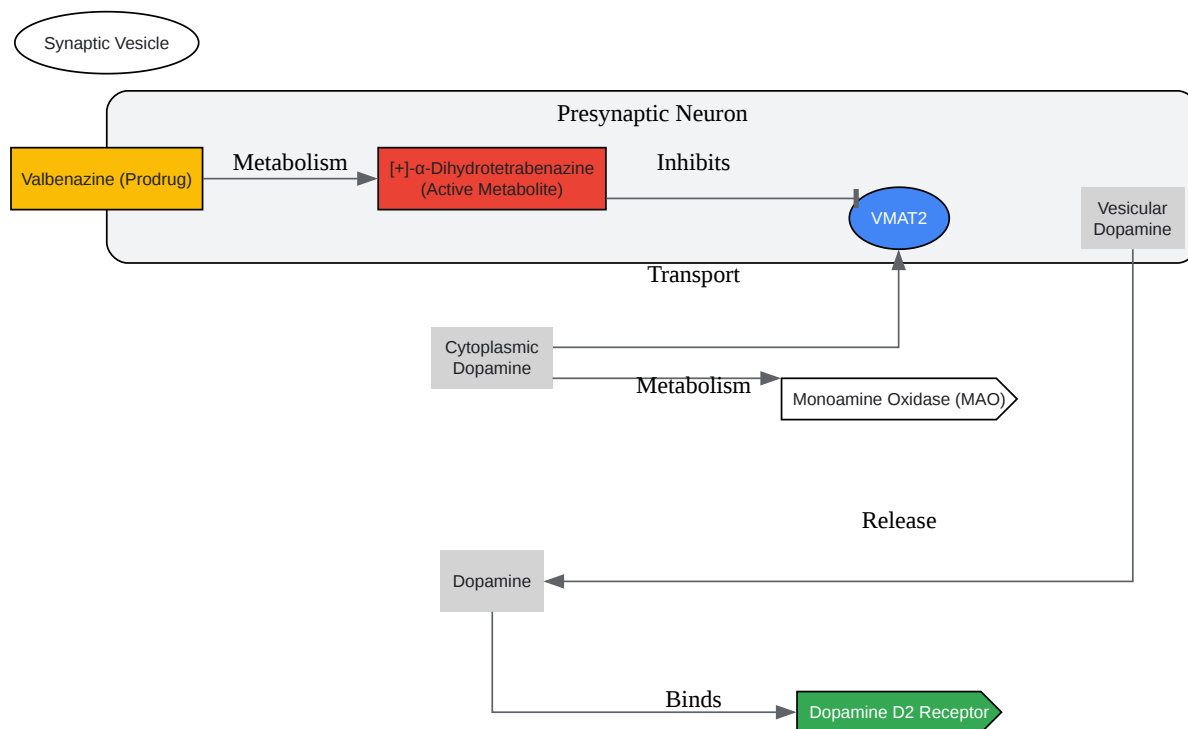 Synaptic Vesicle
Presynaptic Neuron
Valbenazine (Prodrug)
Metabolism
[+]-α-Dihydrotetrabenazine
(Active Metabolite)
Inhibits
VMAT2
Vesicular
Dopamine
Transport
Cytoplasmic
Dopamine
Metabolism
Monoamine Oxidase (MAO)
Release
Dopamine
Binds
Dopamine D2 Receptor